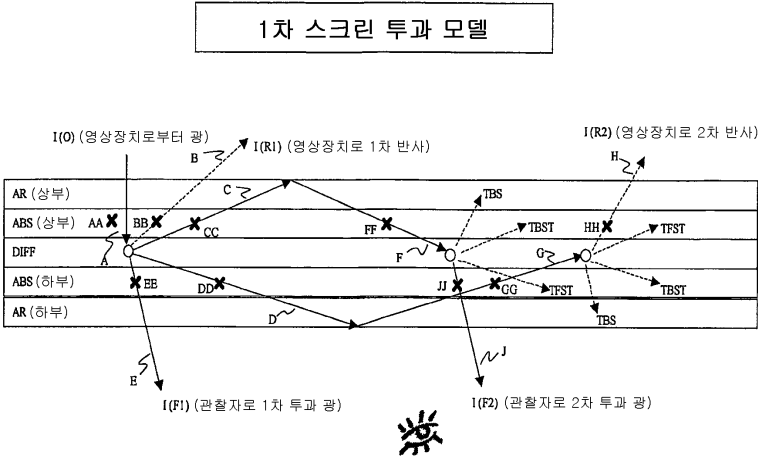 1차 스크린 투과 모델
I(0) (영상장치로부터 광)
B
I(R1) (영상장치로 1차 반사)
I(R2) (영상장치로 2차 반사)
H
AR (상부)
C
TBS
ABS (상부)
AA
BB
CC
FF
TBST
HH
TFST
DIFF
A
F
G
ABS (하부)
EE
DD
JJ
GG
TFST
TBST
AR (하부)
D
TBS
E
J
I(F1) (관찰자로 1차 투과 광)
I(F2) (관찰자로 2차 투과 광)